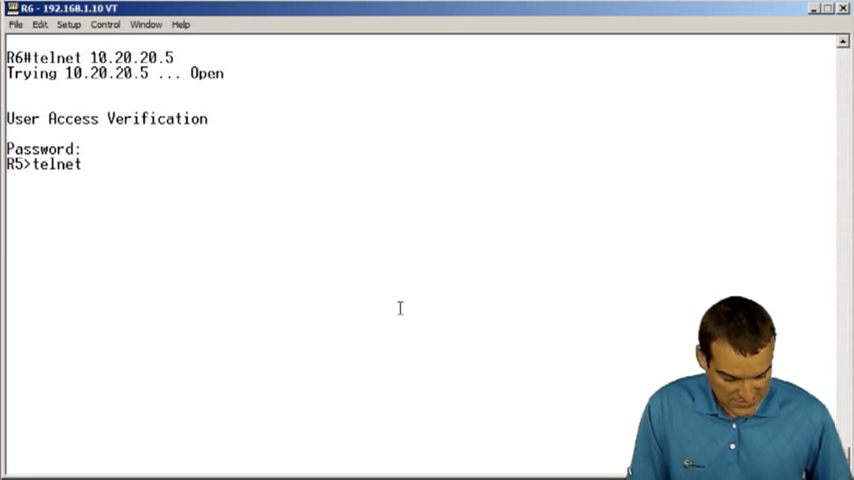 R6 - 192.168.1.10 VT
File Edit Setup Control Window Help
R6#telnet 10.20.20.5
Trying 10.20.20.5 ... Open
User Access Verification
Password:
R5>telnet